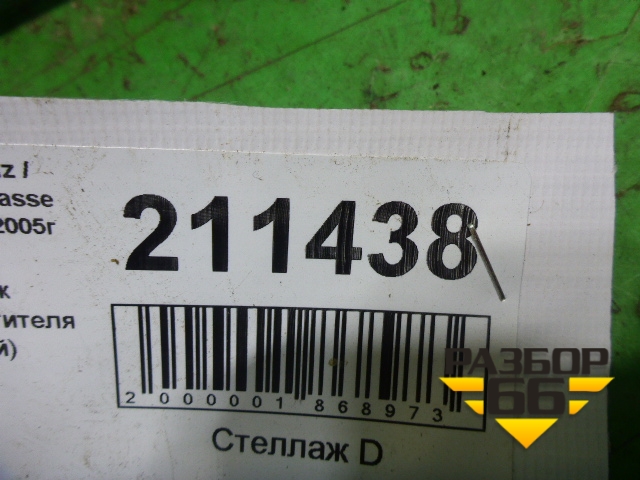 z I
asse
2005г
211438
к
ителя
й)
2000001868973
Стеллаж D
РАЗБОР
66